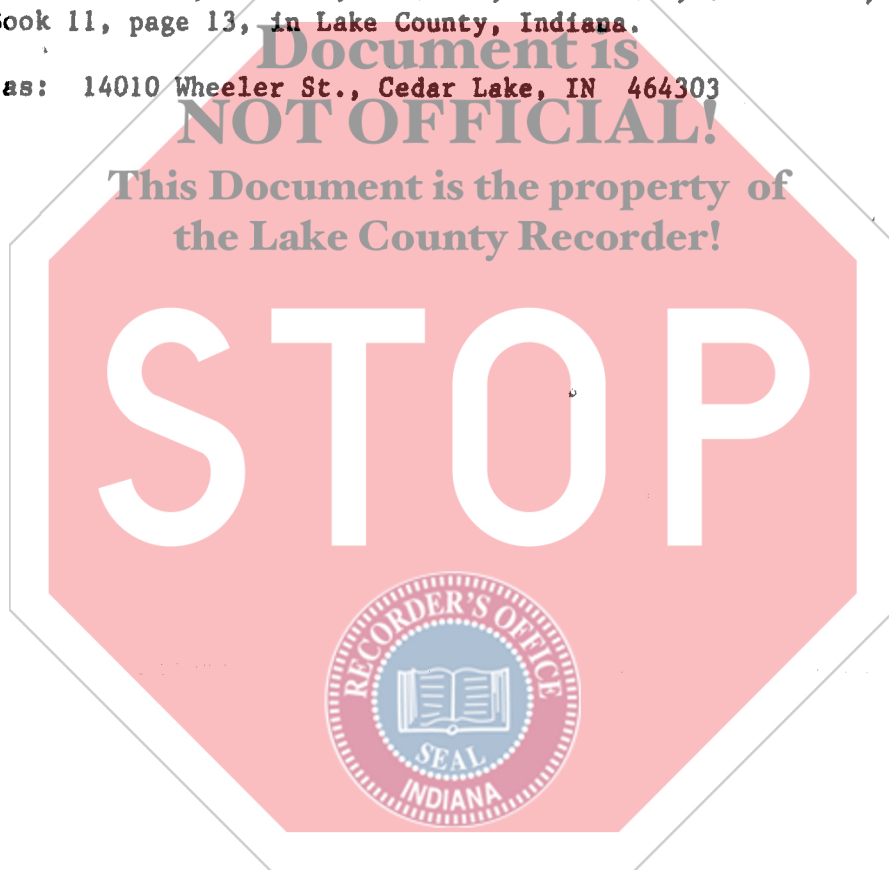 ook 11, page 13, in Lake County, Indiana.
Document is
as: 14010 Wheeler St., Cedar Lake, IN 464303
NOT OFFICIAL!
This Document is the property of
the Lake County Recorder!
STOP
RECORDER'S OFFICE
SEAL
INDIANA